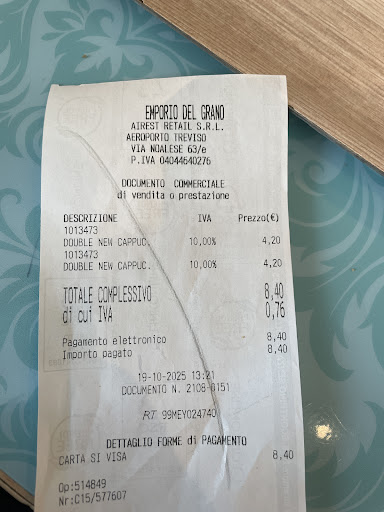 EMPORIO DEL GRANO
AIREST RETAIL S.R.L.
AEROPORTO TREVISO
VIA NOALESE 63/e
P.IVA 04044640276
DOCUMENTO COMMERCIALE
di vendita o prestazione
DESCRIZIONE IVA Prezzo(€)
1013473
DOUBLE NEW CAPPUC. 10,00% 4,20
1013473
DOUBLE NEW CAPPUC. 10,00% 4,20
TOTALE COMPLESSIVO 8,40
di cui IVA 0,76
Pagamento elettronico 8,40
Importo pagato 8,40
19-10-2025 13:21
DOCUMENTO N. 2108-0151
RT 99MEY024740
DETTAGLIO FORME di PAGAMENTO
CARTA SI VISA 8,40
Op:514849
Nr:C15/577607